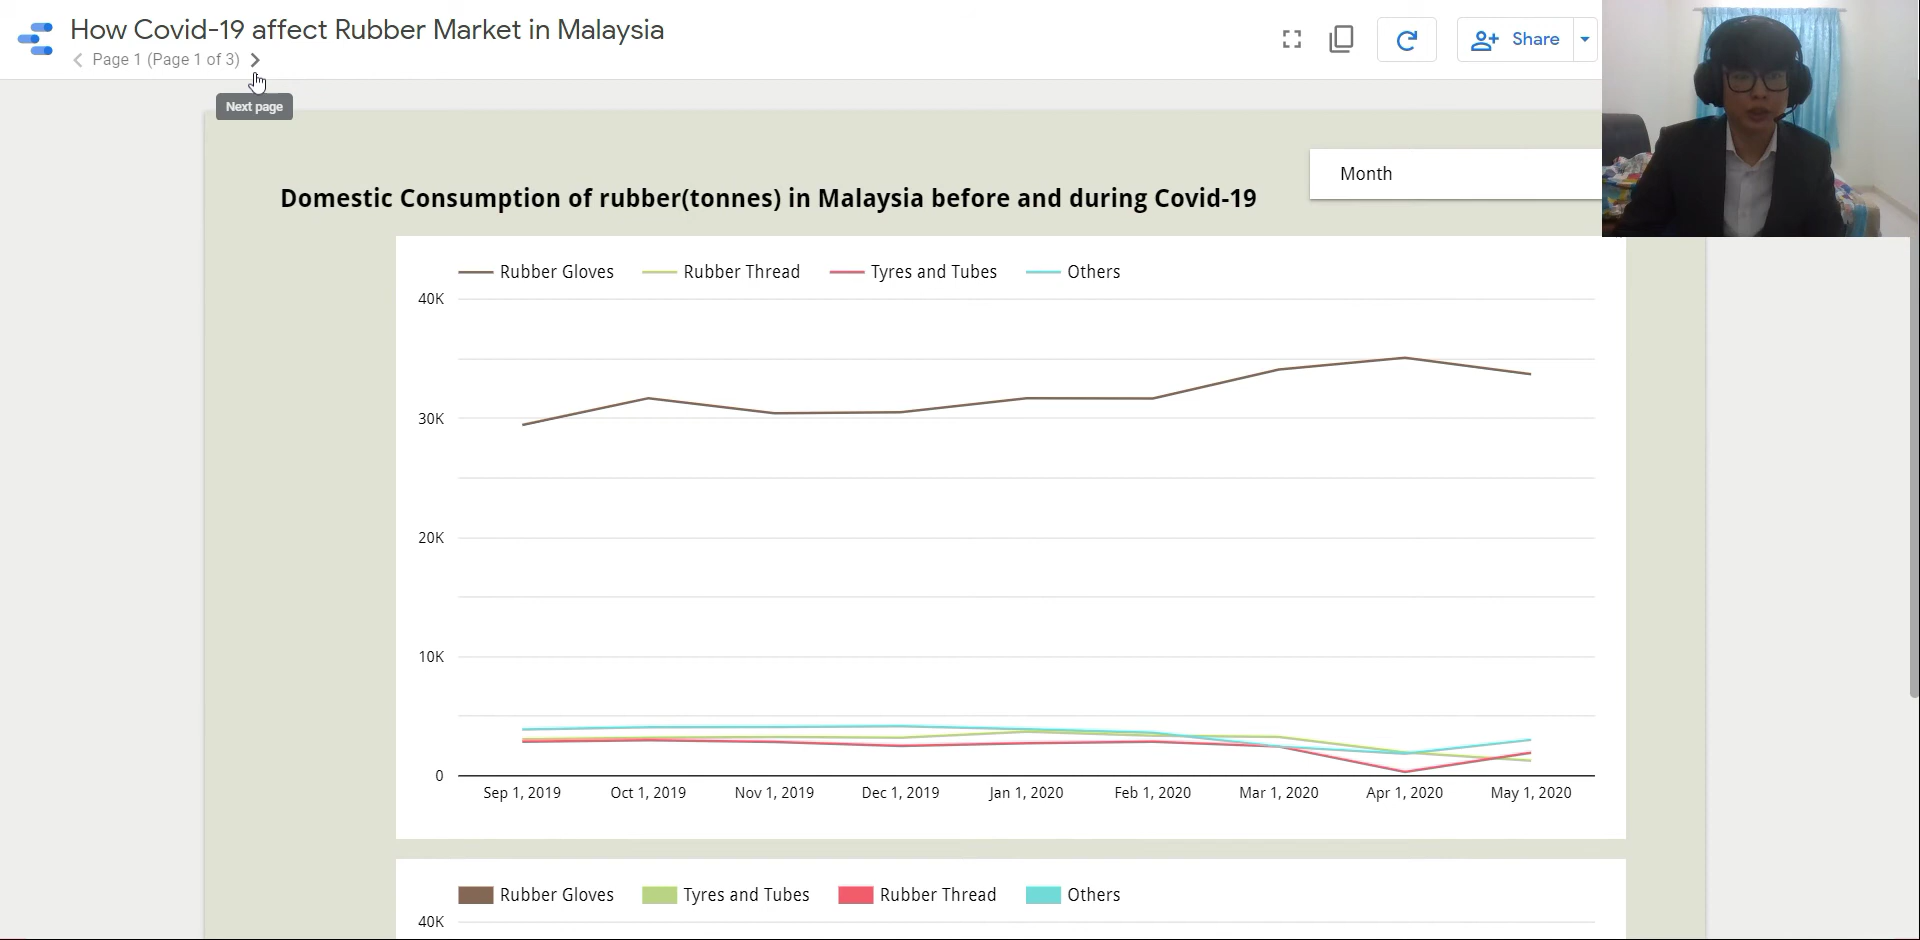 How Covid-19 affect Rubber Market in Malaysia
Page 1 (Page 1 of 3)
Share
Next page
Month
Domestic Consumption of rubber(tonnes) in Malaysia before and during Covid-19
Rubber Gloves Rubber Thread Tyres and Tubes Others
40K
30K
20K
10K
0
Sep 1, 2019 Oct 1, 2019 Nov 1, 2019 Dec 1, 2019 Jan 1, 2020 Feb 1, 2020 Mar 1, 2020 Apr 1, 2020 May 1, 2020
Rubber Gloves Tyres and Tubes Rubber Thread Others
40K